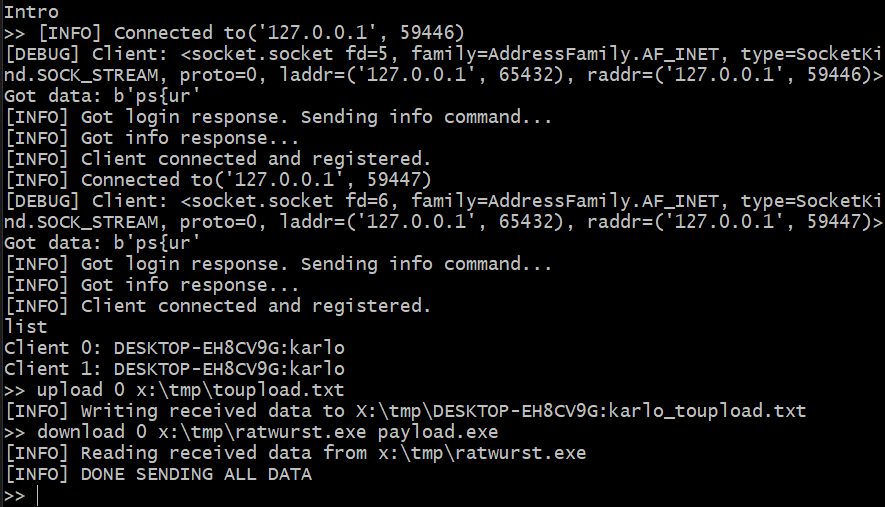 Intro
>> [INFO] Connected to('127.0.0.1', 59446)
[DEBUG] Client: <socket.socket fd=5, family=AddressFamily.AF_INET, type=SocketKi
nd.SOCK_STREAM, proto=0, laddr=('127.0.0.1', 65432), raddr=('127.0.0.1', 59446)>
Got data: b'ps{ur'
[INFO] Got login response. Sending info command...
[INFO] Got info response...
[INFO] Client connected and registered.
[INFO] Connected to('127.0.0.1', 59447)
[DEBUG] Client: <socket.socket fd=6, family=AddressFamily.AF_INET, type=SocketKi
nd.SOCK_STREAM, proto=0, laddr=('127.0.0.1', 65432), raddr=('127.0.0.1', 59447)>
Got data: b'ps{ur'
[INFO] Got login response. Sending info command...
[INFO] Got info response...
[INFO] Client connected and registered.
list
Client 0: DESKTOP-EH8CV9G:karlo
Client 1: DESKTOP-EH8CV9G:karlo
>> upload 0 x:\tmp\toupload.txt
[INFO] Writing received data to X:\tmp\DESKTOP-EH8CV9G:karlo_toupload.txt
>> download 0 x:\tmp\ratwurst.exe payload.exe
[INFO] Reading received data from x:\tmp\ratwurst.exe
[INFO] DONE SENDING ALL DATA
>>